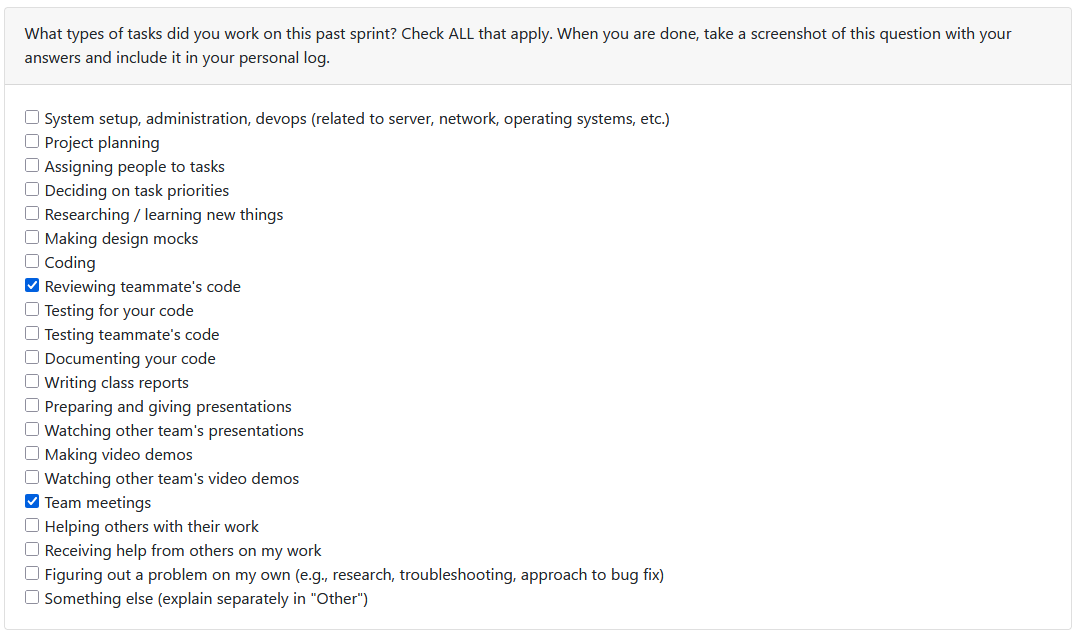 What types of tasks did you work on this past sprint? Check ALL that apply. When you are done, take a screenshot of this question with your
answers and include it in your personal log.
System setup, administration, devops (related to server, network, operating systems, etc.)
Project planning
Assigning people to tasks
Deciding on task priorities
Researching / learning new things
Making design mocks
Coding
Reviewing teammate's code
Testing for your code
Testing teammate's code
Documenting your code
Writing class reports
Preparing and giving presentations
Watching other team's presentations
Making video demos
Watching other team's video demos
Team meetings
Helping others with their work
Receiving help from others on my work
Figuring out a problem on my own (e.g., research, troubleshooting, approach to bug fix)
Something else (explain separately in "Other")